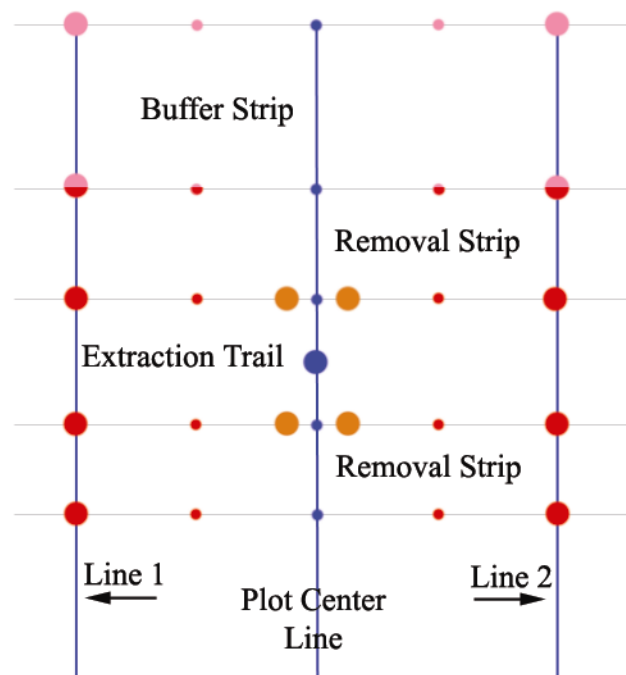 Buffer Strip
Removal Strip
Extraction Trail
Removal Strip
Line 1
Line 2
Plot Center
Line